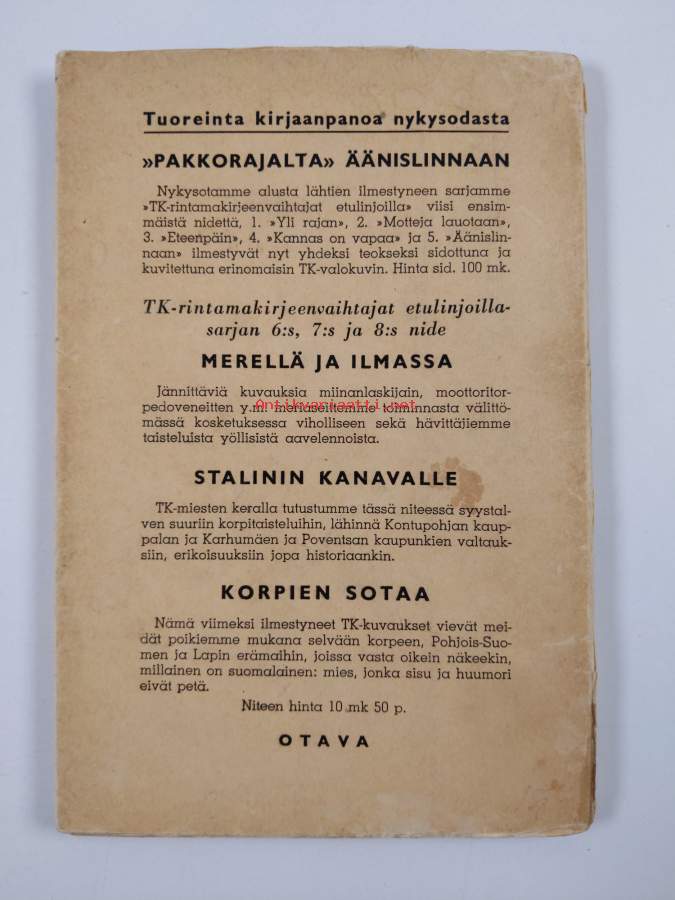 Tuoreinta kirjaanpanoa nykysodasta
»PAKKORAJALTA» ÄÄNISLINNAAN
Nykysotamme alusta lähtien ilmestyneen sarjamme
»TK-rintamakirjeenvaihtajat etulinjoilla» viisi ensim-
mäistä nidettä, 1. »Yli rajan», 2. »Motteja lauotaan»,
3. »Eteenpäin», 4. »Kannas on vapaa» ja 5. »Äänislin-
naan» ilmestyvät nyt yhdeksi teokseksi sidottuna ja
kuvitettuna erinomaisin TK-valokuvin. Hinta sid. 100 mk.
TK-rintamakirjeenvaihtajat etulinjoilla-
sarjan 6:s, 7:s ja 8:s nide
MERELLÄ JA ILMASSA
Jännittäviä kuvauksia miinanlaskijain, moottoritor-
Antikvariaatti.net
pedoveneitten y.m. meriaseittemme toiminnasta välittö-
mässä kosketuksessa viholliseen sekä hävittäjiemme
taisteluista yöllisistä aavelennoista.
STALININ KANAVALLE
TK-miesten keralla tutustumme tässä niteessä syystal-
ven suuriin korpitaisteluihin, lähinnä Kontupohjan kaup-
palan ja Karhumäen ja Poventsan kaupunkien valtauk-
siin, erikoisuuksiin jopa historiaankin.
KORPIEN SOTAA
Nämä viimeksi ilmestyneet TK-kuvaukset vievät mei-
dät poikiemme mukana selvään korpeen, Pohjois-Suo-
men ja Lapin erämaihin, joissa vasta oikein näkeekin,
millainen on suomalainen: mies, jonka sisu ja huumori
eivät petä.
Niteen hinta 10 mk 50 p.
OTAVA